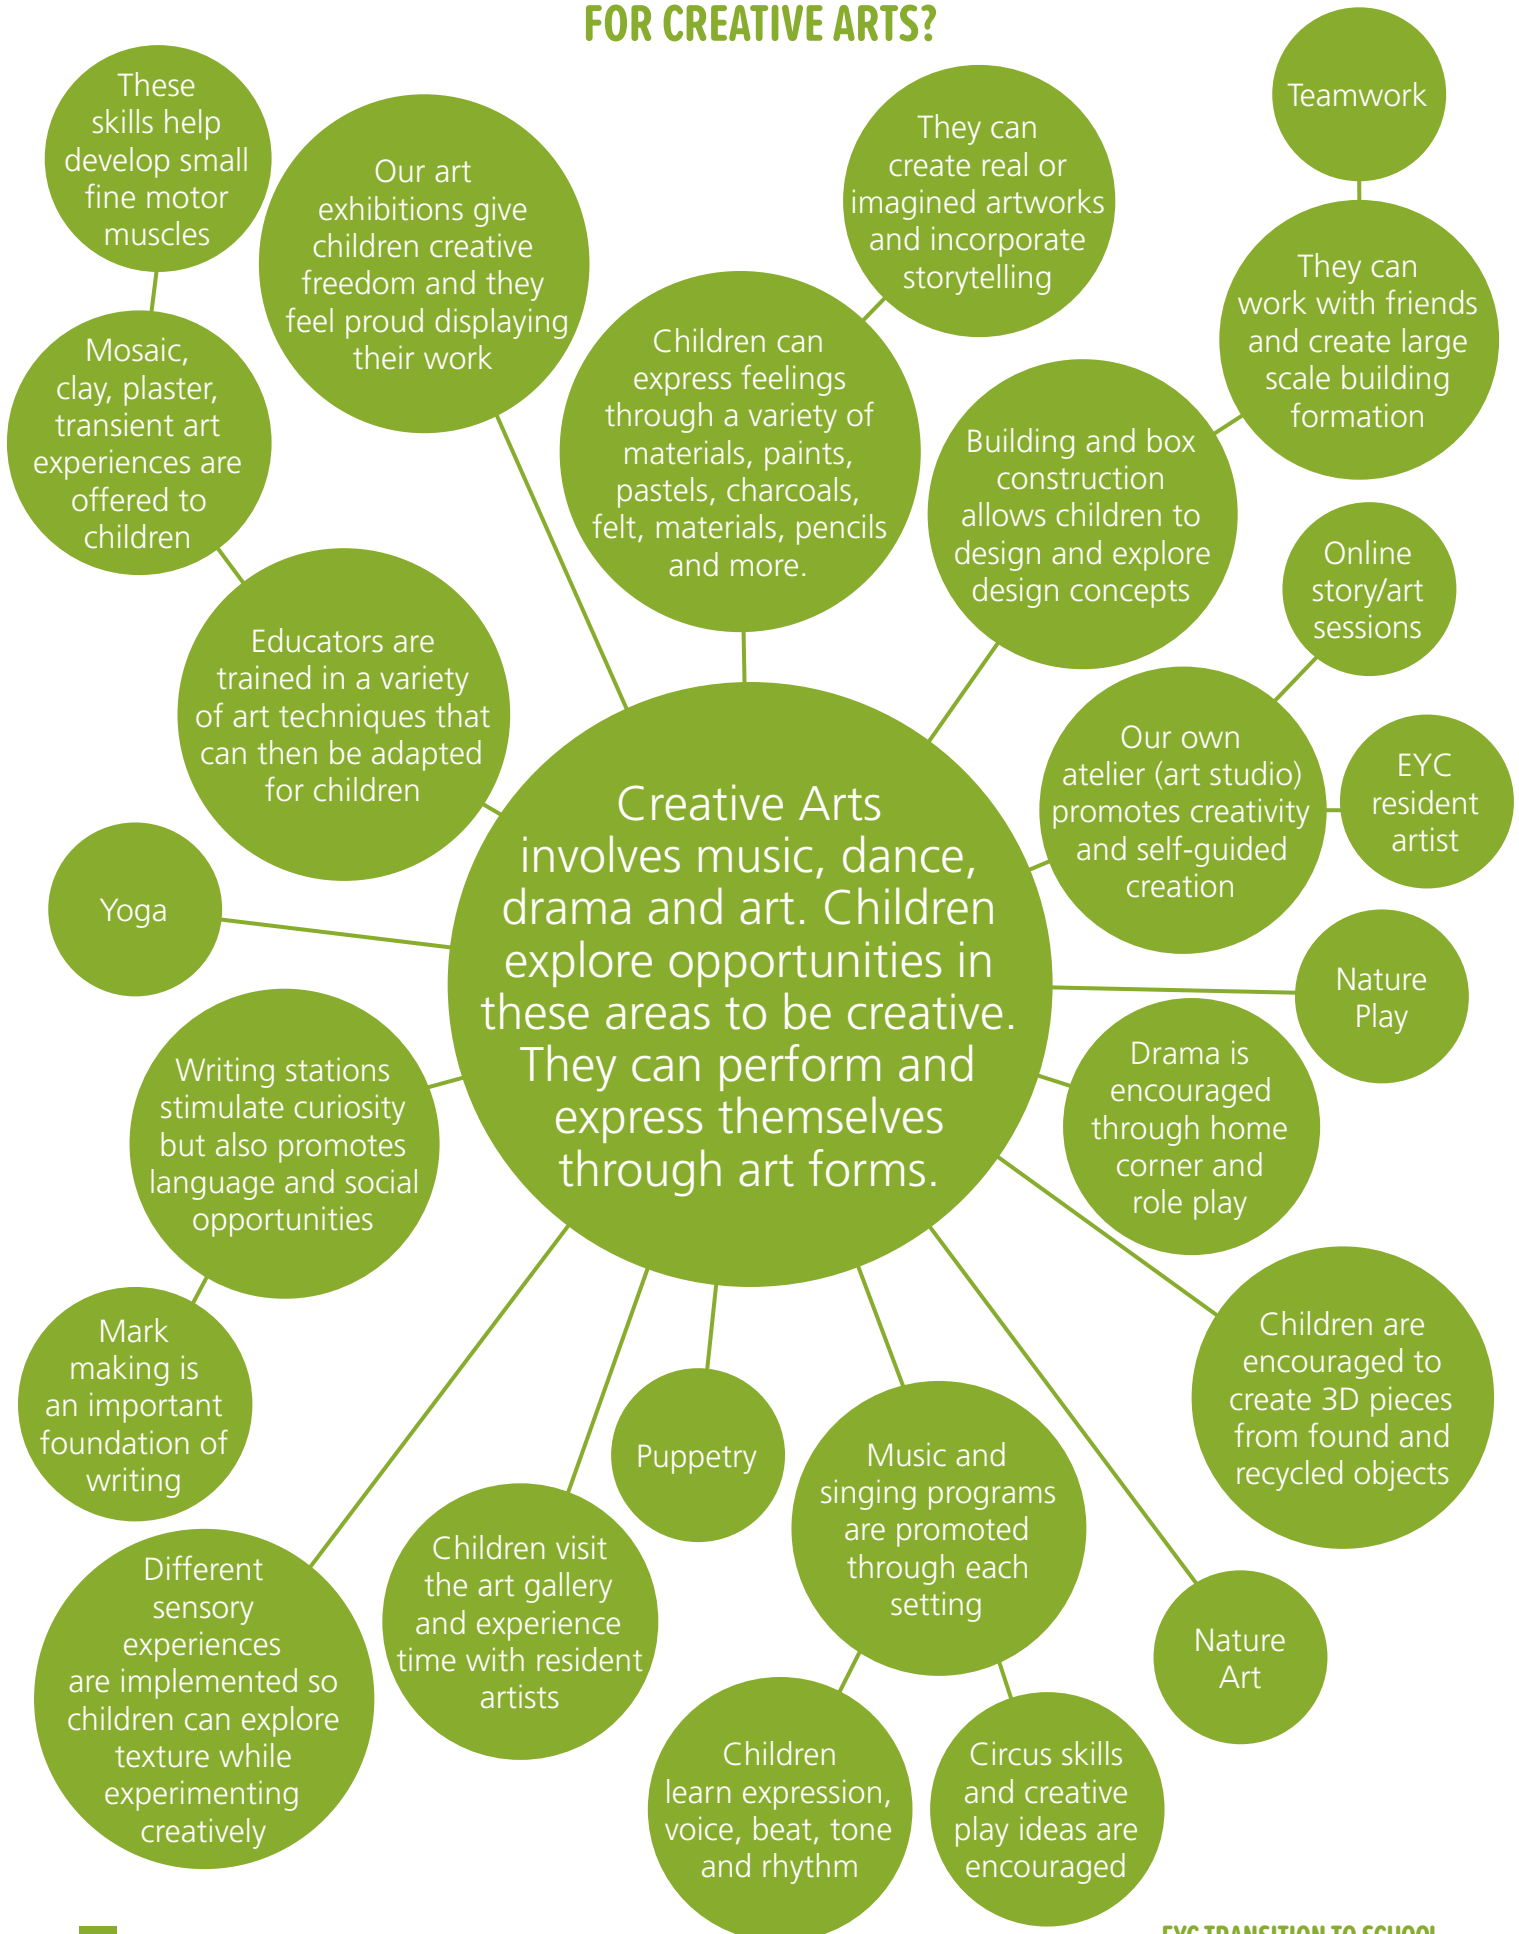 FOR CREATIVE ARTS?
These
skills help
develop small
fine motor
muscles
Our art
exhibitions give
children creative
freedom and they
feel proud displaying
their work
They can
create real or
imagined artworks
and incorporate
storytelling
Teamwork
They can
work with friends
and create large
scale building
formation
Mosaic,
clay, plaster,
transient art
experiences are
offered to
children
Children can
express feelings
through a variety of
materials, paints,
pastels, charcoals,
felt, materials, pencils
and more.
Building and box
construction
allows children to
design and explore
design concepts
Online
story/art
sessions
Educators are
trained in a variety
of art techniques that
can then be adapted
for children
Our own
atelier (art studio)
promotes creativity
and self-guided
creation
EYC
resident
artist
Creative Arts
involves music, dance,
drama and art. Children
explore opportunities in
these areas to be creative.
They can perform and
express themselves
through art forms.
Yoga
Nature
Play
Writing stations
stimulate curiosity
but also promotes
language and social
opportunities
Drama is
encouraged
through home
corner and
role play
Mark
making is
an important
foundation of
writing
Children are
encouraged to
create 3D pieces
from found and
recycled objects
Puppetry
Music and
singing programs
are promoted
through each
setting
Different
sensory
experiences
are implemented so
children can explore
texture while
experimenting
creatively
Children visit
the art gallery
and experience
time with resident
artists
Nature
Art
Children
learn expression,
voice, beat, tone
and rhythm
Circus skills
and creative
play ideas are
encouraged
EYC TRANSITION TO SCHOOL